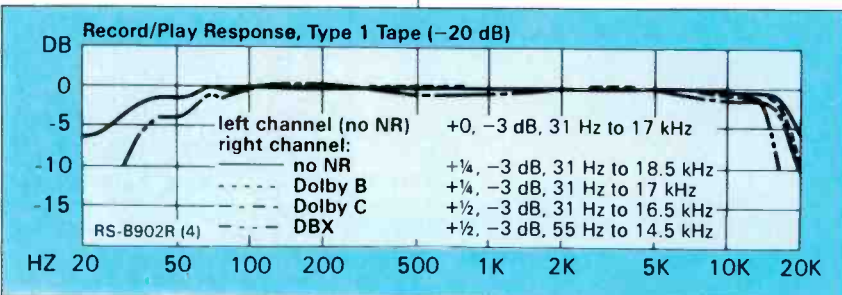 Record/Play Response, Type 1 Tape (−20 dB)
DB
0
-5
-10
-15
left channel (no NR) +0, −3 dB, 31 Hz to 17 kHz
right channel:
no NR +¼, −3 dB, 31 Hz to 18.5 kHz
Dolby B +¼, −3 dB, 31 Hz to 17 kHz
Dolby C +½, −3 dB, 31 Hz to 16.5 kHz
DBX +½, −3 dB, 55 Hz to 14.5 kHz
RS-B902R (4)
HZ 20 50 100 200 500 1K 2K 5K 10K 20K